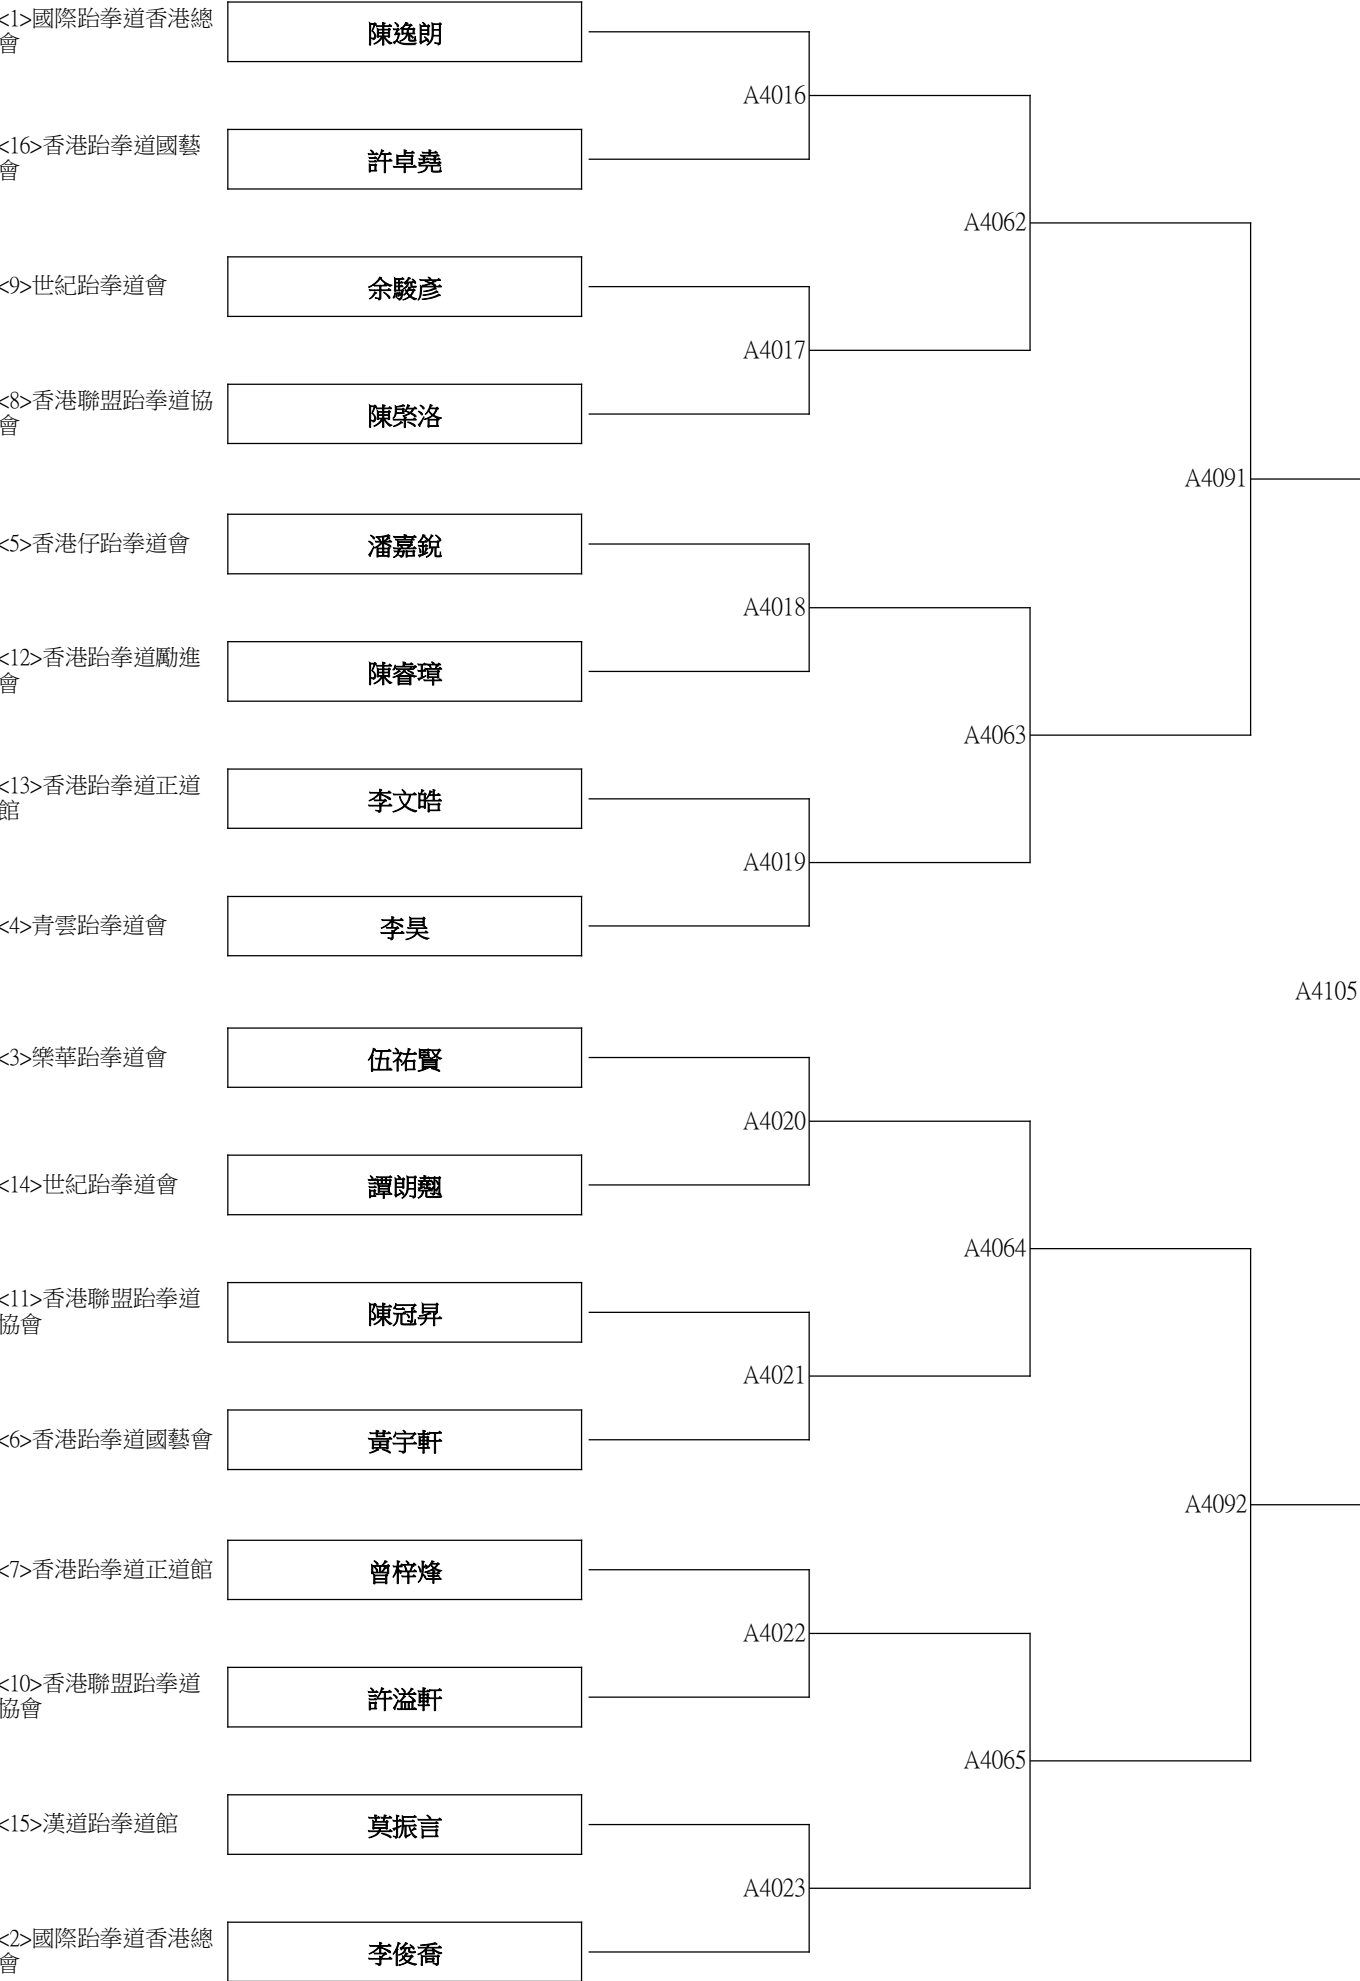 <1>國際跆拳道香港總
會
陳逸朗
A4016
<16>香港跆拳道國藝
會
許卓堯
A4062
<9>世紀跆拳道會
余駿彥
A4017
<8>香港聯盟跆拳道協
會
陳棨洛
A4091
<5>香港仔跆拳道會
潘嘉銳
A4018
<12>香港跆拳道勵進
會
陳睿璋
A4063
<13>香港跆拳道正道
館
李文皓
A4019
<4>青雲跆拳道會
李昊
A4105
<3>樂華跆拳道會
伍祐賢
A4020
<14>世紀跆拳道會
譚朗翹
A4064
<11>香港聯盟跆拳道
協會
陳冠昇
A4021
<6>香港跆拳道國藝會
黃宇軒
A4092
<7>香港跆拳道正道館
曾梓烽
A4022
<10>香港聯盟跆拳道
協會
許溢軒
A4065
<15>漢道跆拳道館
莫振言
A4023
<2>國際跆拳道香港總
會
李俊喬